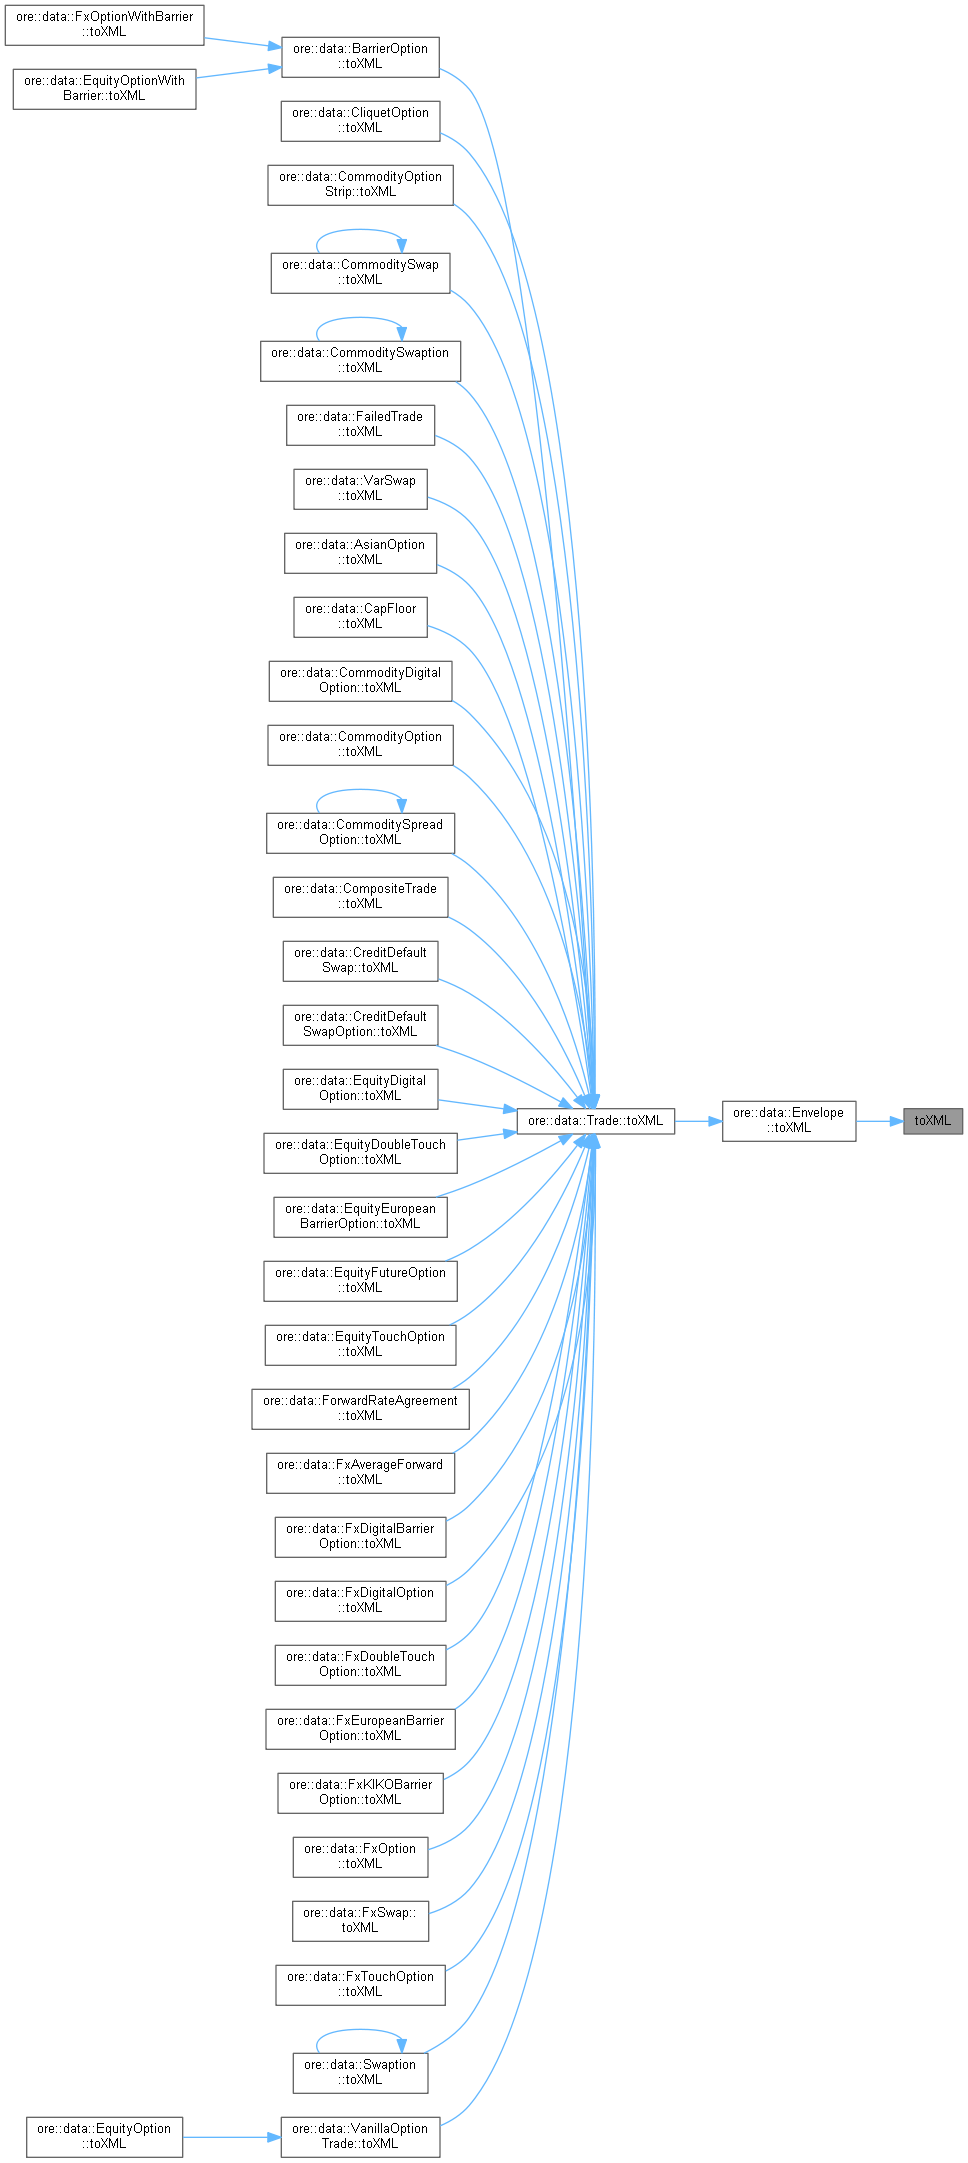 ore::data::FxOptionWithBarrier
::toXML
ore::data::EquityOptionWith
Barrier::toXML
ore::data::BarrierOption
::toXML
ore::data::CliquetOption
::toXML
ore::data::CommodityOption
Strip::toXML
ore::data::CommoditySwap
::toXML
ore::data::CommoditySwaption
::toXML
ore::data::FailedTrade
::toXML
ore::data::VarSwap
::toXML
ore::data::AsianOption
::toXML
ore::data::CapFloor
::toXML
ore::data::CommodityDigital
Option::toXML
ore::data::CommodityOption
::toXML
ore::data::CommoditySpread
Option::toXML
ore::data::CompositeTrade
::toXML
ore::data::CreditDefault
Swap::toXML
ore::data::CreditDefault
SwapOption::toXML
ore::data::EquityDigital
Option::toXML
ore::data::EquityDoubleTouch
Option::toXML
ore::data::EquityEuropean
BarrierOption::toXML
ore::data::EquityFutureOption
::toXML
ore::data::EquityTouchOption
::toXML
ore::data::ForwardRateAgreement
::toXML
ore::data::FxAverageForward
::toXML
ore::data::FxDigitalBarrier
Option::toXML
ore::data::FxDigitalOption
::toXML
ore::data::FxDoubleTouch
Option::toXML
ore::data::FxEuropeanBarrier
Option::toXML
ore::data::FxKIKOBarrier
Option::toXML
ore::data::FxOption
::toXML
ore::data::FxSwap::
toXML
ore::data::FxTouchOption
::toXML
ore::data::Swaption
::toXML
ore::data::EquityOption
::toXML
ore::data::VanillaOption
Trade::toXML
ore::data::Trade::toXML
ore::data::Envelope
::toXML
toXML